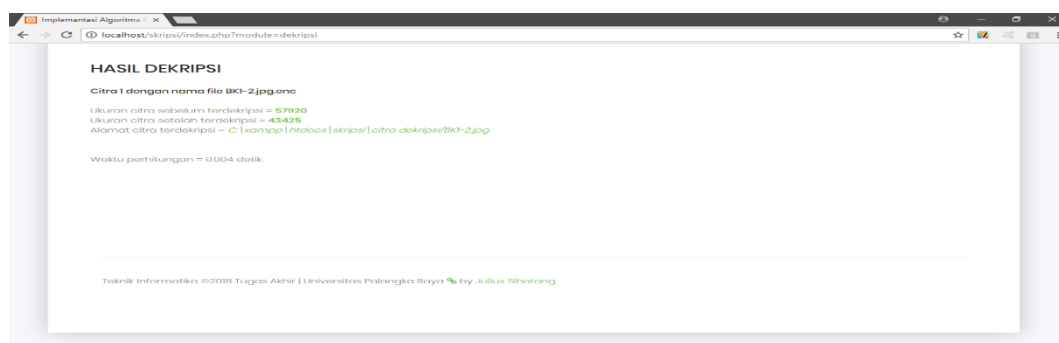 Implementasi Algoritma
localhost/skripsi/index.php?module=dekripsi
HASIL DEKRIPSI
Citra 1 dengan nama file BK1-2.jpg.enc
Ukuran citra sebelum terdekripsi = 57920
Ukuran citra setelah terdekripsi = 43425
Alamat citra terdekripsi = C:\xampp\htdocs\skripsi\citra dekripsi/BK1-2.jpg
Waktu perhitungan = 0.004 detik.
Teknik Informatika ©2018 Tugas Akhir | Universitas Palangka Raya by Julius Sihotang